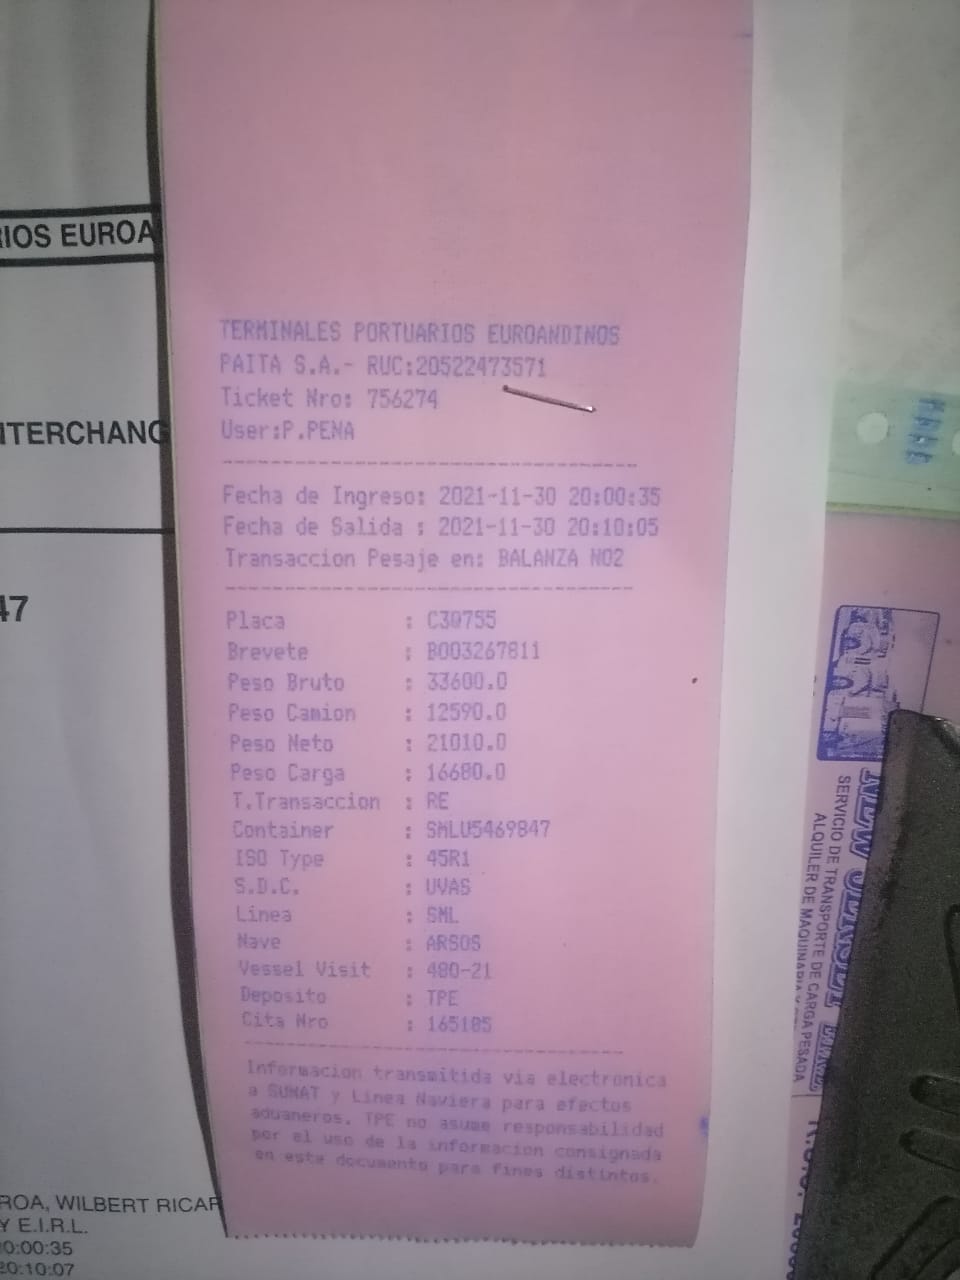 TERMINALES PORTUARIOS EUROANDINOS
PAITA S.A.- RUC:20522473571
Ticket Nro: 756274
User:P.PENA
Fecha de Ingreso: 2021-11-30 20:00:35
Fecha de Salida : 2021-11-30 20:10:05
Transaccion Pesaje en: BALANZA NO2
Placa : C3O755
Brevete : B003267811
Peso Bruto : 33600.0
Peso Camion : 12590.0
Peso Neto : 21010.0
Peso Carga : 16680.0
T.Transaccion : RE
Container : SMLU5469847
ISO Type : 45R1
S.D.C. : UVAS
Linea : SML
Nave : ARSOS
Vessel Visit : 480-21
Deposito : TPE
Cita Nro : 165185
Informacion transmitida via electronica
a SUNAT y Linea Naviera para efectos
aduaneros. TPE no asume responsabilidad
por el uso de la informacion consignada
en este documento para fines distintos.
RIOS EUROA
NTERCHANG
47
ROA, WILBERT RICAR
Y E.I.R.L.
0:00:35
20:10:07
NEW
SERVICIO DE TRANSPORTE DE CARGA PESADA
ALQUILER DE MAQUINARIA